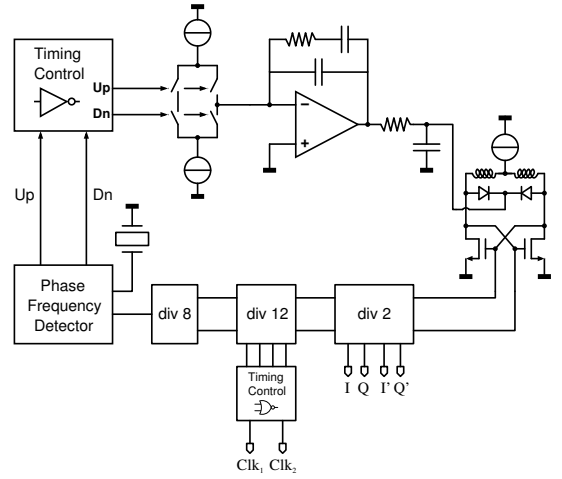 Timing
Control
Up
Dn
Up
Dn
Phase
Frequency
Detector
div 8
div 12
div 2
Timing
Control
I Q I' Q'
Clk₁ Clk₂